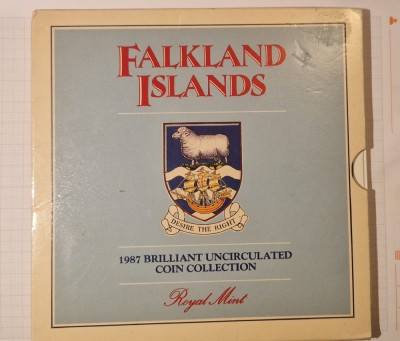 FALKLAND
ISLANDS
DESIRE THE RIGHT
1987 BRILLIANT UNCIRCULATED
COIN COLLECTION
Royal Mint